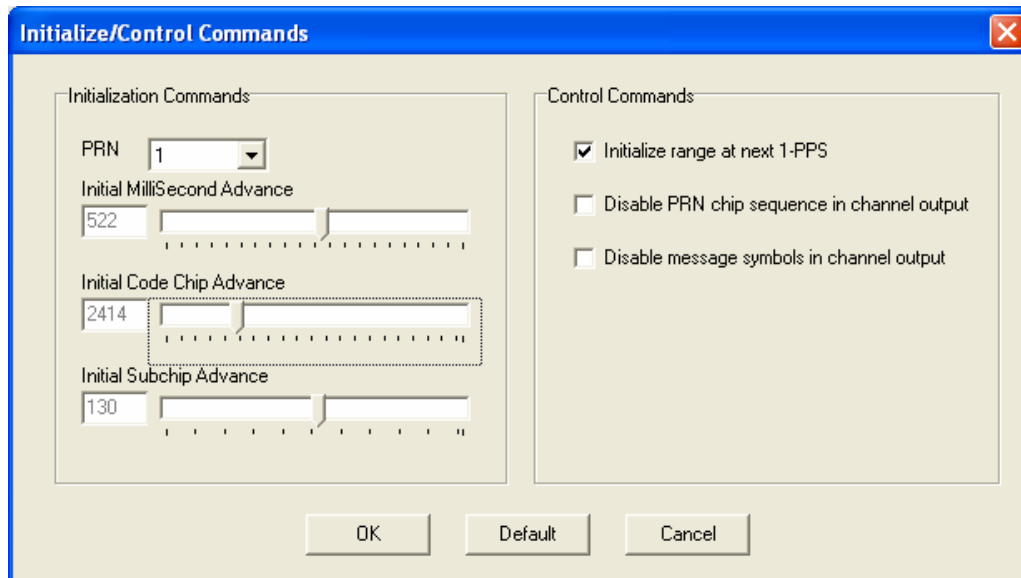 Initialize/Control Commands
Initialization Commands
PRN 1
Initial MilliSecond Advance
522
Initial Code Chip Advance
2414
Initial Subchip Advance
130
Control Commands
Initialize range at next 1-PPS
Disable PRN chip sequence in channel output
Disable message symbols in channel output
OK
Default
Cancel